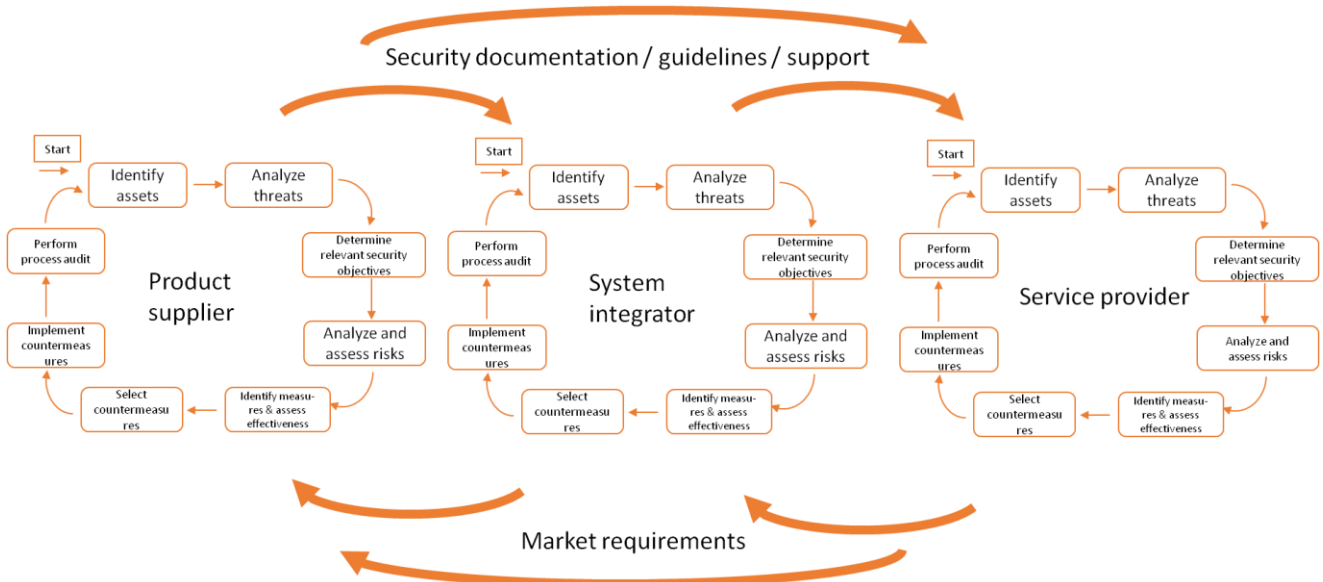 Security documentation / guidelines / support
Start
Identify
assets
Analyze
threats
Determine
relevant security
objectives
Analyze and
assess risks
Identify measu-
res & assess
effectiveness
Select
countermeasu
res
Implement
countermeas
ures
Perform
process audit
Product
supplier
Start
Identify
assets
Analyze
threats
Determine
relevant security
objectives
Analyze and
assess risks
Identify measu-
res & assess
effectiveness
Select
countermeasu
res
Implement
countermeas
ures
Perform
process audit
System
integrator
Start
Identify
assets
Analyze
threats
Determine
relevant security
objectives
Analyze and
assess risks
Identify measu-
res & assess
effectiveness
Select
countermeasu
res
Implement
countermeas
ures
Perform
process audit
Service provider
Market requirements